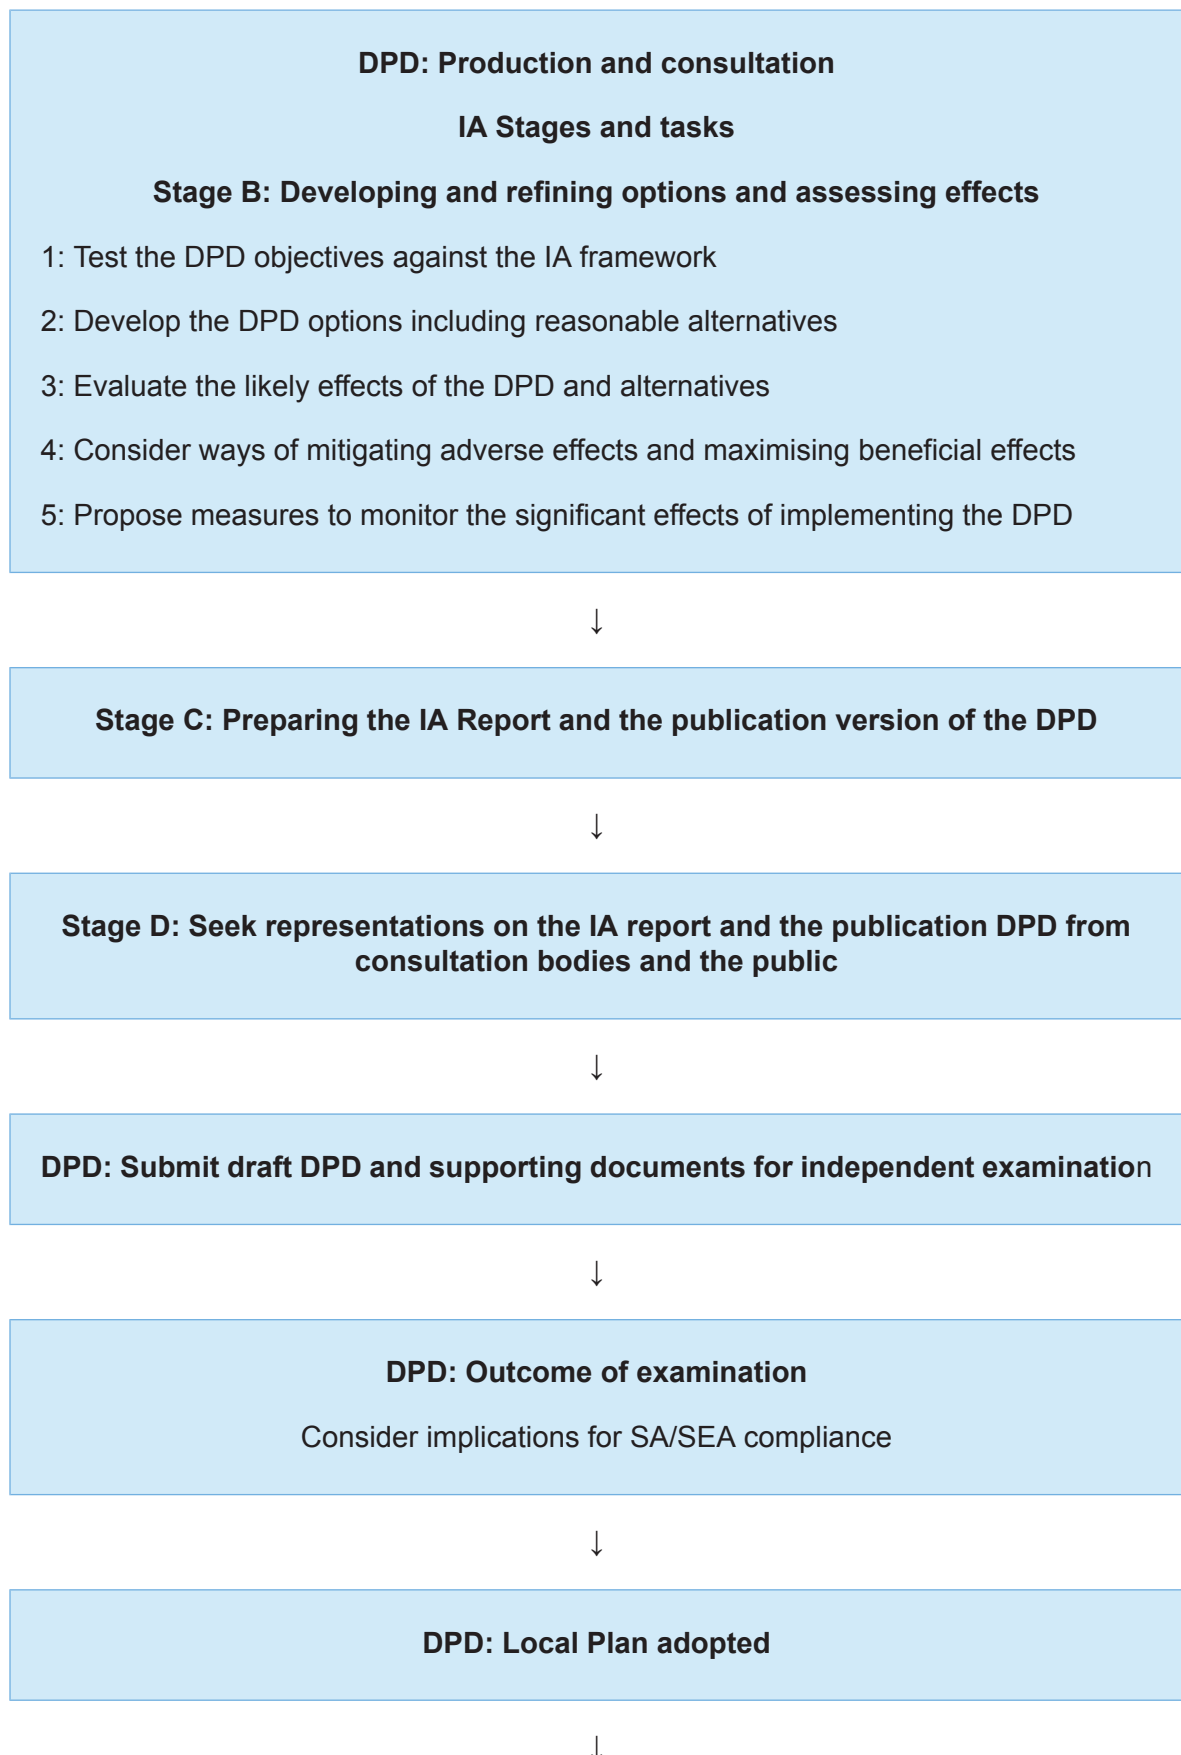 DPD: Production and consultation
IA Stages and tasks
Stage B: Developing and refining options and assessing effects
1: Test the DPD objectives against the IA framework
2: Develop the DPD options including reasonable alternatives
3: Evaluate the likely effects of the DPD and alternatives
4: Consider ways of mitigating adverse effects and maximising beneficial effects
5: Propose measures to monitor the significant effects of implementing the DPD
↓
Stage C: Preparing the IA Report and the publication version of the DPD
↓
Stage D: Seek representations on the IA report and the publication DPD from
consultation bodies and the public
↓
DPD: Submit draft DPD and supporting documents for independent examination
↓
DPD: Outcome of examination
Consider implications for SA/SEA compliance
↓
DPD: Local Plan adopted
↓